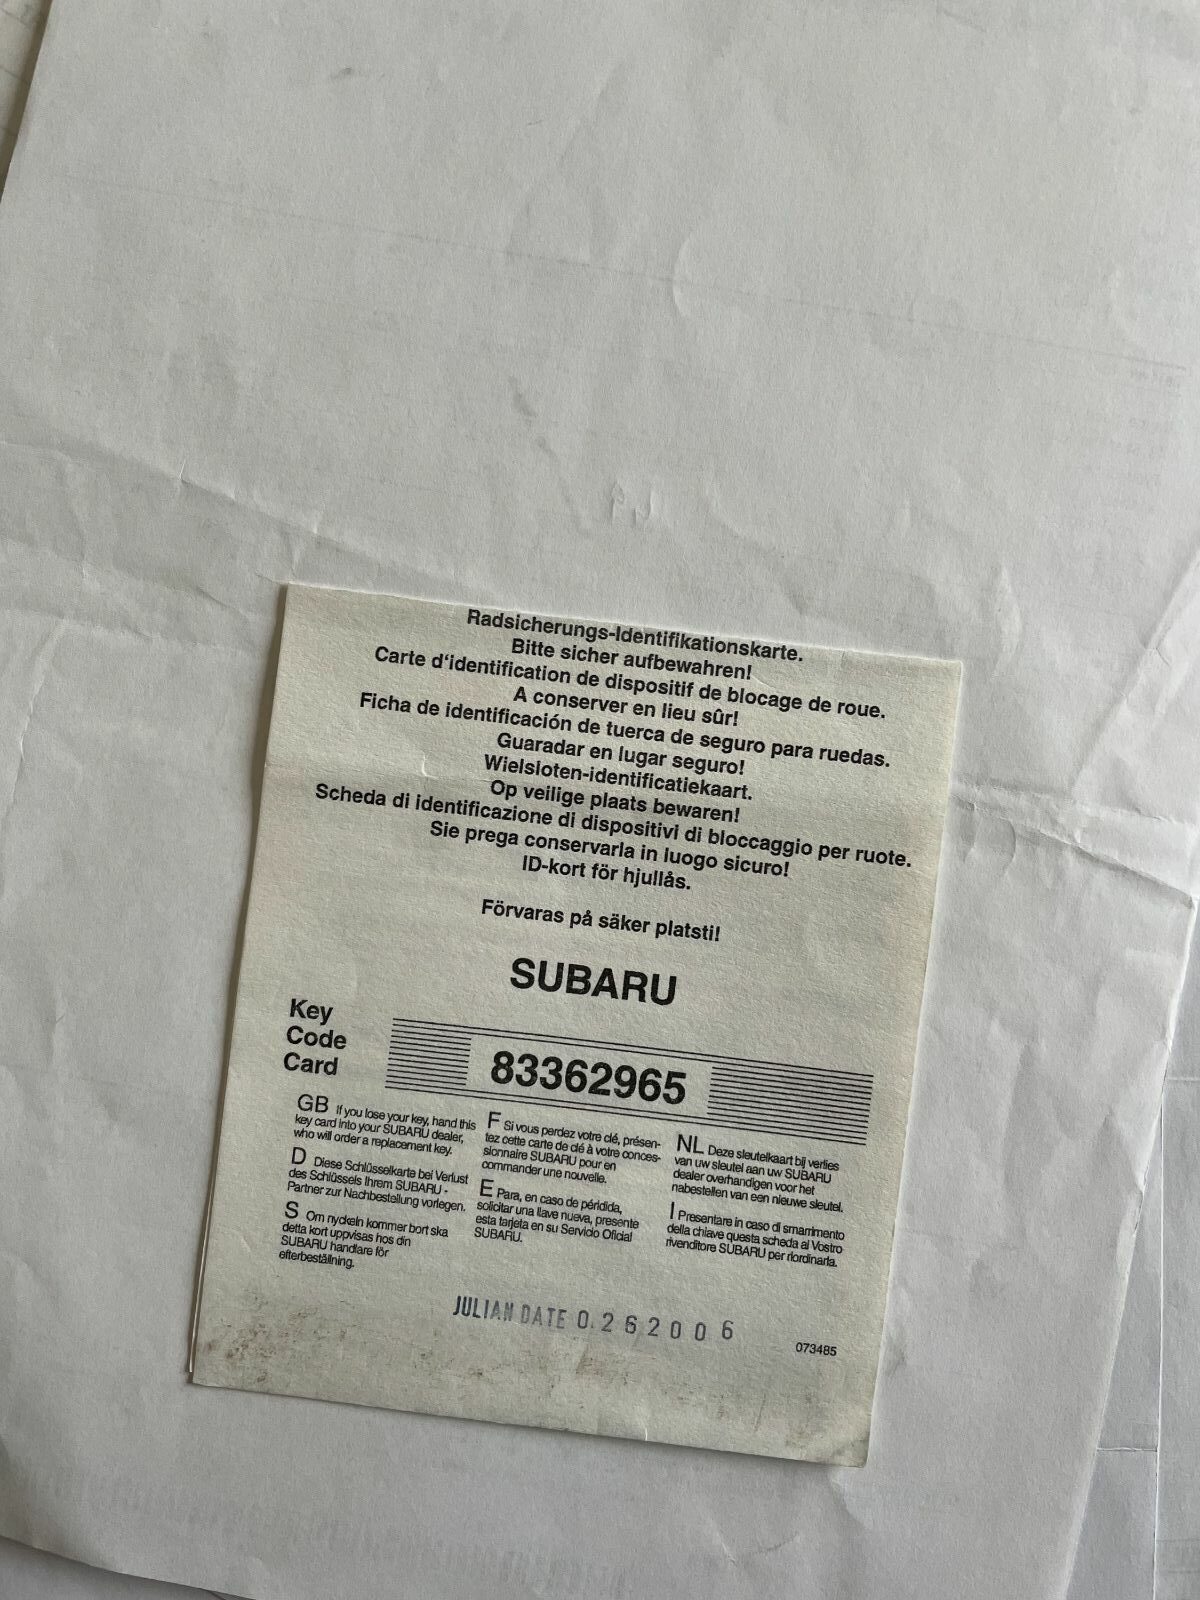 Radsicherungs-Identifikationskarte.
Bitte sicher aufbewahren!
Carte d'identification de dispositif de blocage de roue.
A conserver en lieu sûr!
Ficha de identificación de tuerca de seguro para ruedas.
Guaradar en lugar seguro!
Wielsloten-identificatiekaart.
Op veilige plaats bewaren!
Scheda di identificazione di dispositivi di bloccaggio per ruote.
Sie prega conservarla in luogo sicuro!
ID-kort för hjullås.
Förvaras på säker platsti!
SUBARU
Key
Code
Card
83362965
GB If you lose your key, hand this
key card into your SUBARU dealer,
who will order a replacement key.
D Diese Schlüsselkarte bei Verlust
des Schlüssels Ihrem SUBARU -
Partner zur Nachbestellung vorlegen.
S Om nyckeln kommer bort ska
detta kort uppvisas hos din
SUBARU handlare för
efterbeställning.
F Si vous perdez votre clé, présen-
tez cette carte de clé à votre conces-
sionnaire SUBARU pour en
commander une nouvelle.
E Para, en caso de péridida,
solicitar una llave nueva, presente
esta tarjeta en su Servicio Oficial
SUBARU.
NL Deze sleutelkaart bij verlies
van uw sleutel aan uw SUBARU
dealer overhandigen voor het
nabestellen van een nieuwe sleutel.
I Presentare in caso di smarrimento
della chiave questa scheda al Vostro
rivenditore SUBARU per riordinarla.
JULIAN DATE 0262006
073485